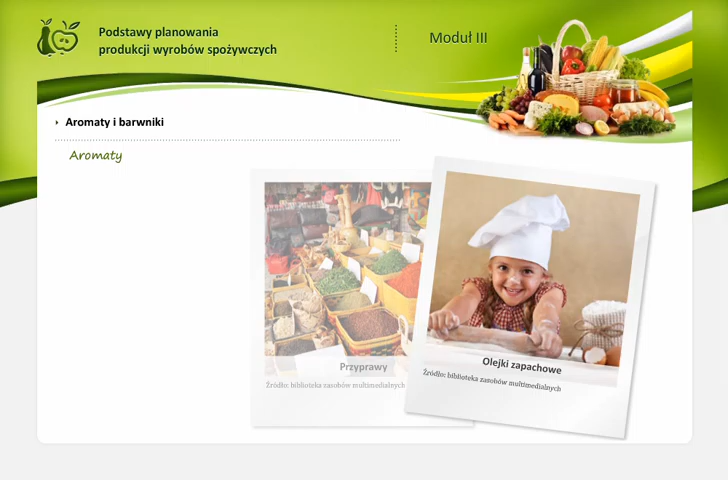 Podstawy planowania
produkcji wyrobów spożywczych
Moduł III
Aromaty i barwniki
Aromaty
Przyprawy
Źródło: biblioteka zasobów multimedialnych
Olejki zapachowe
Źródło: biblioteka zasobów multimedialnych